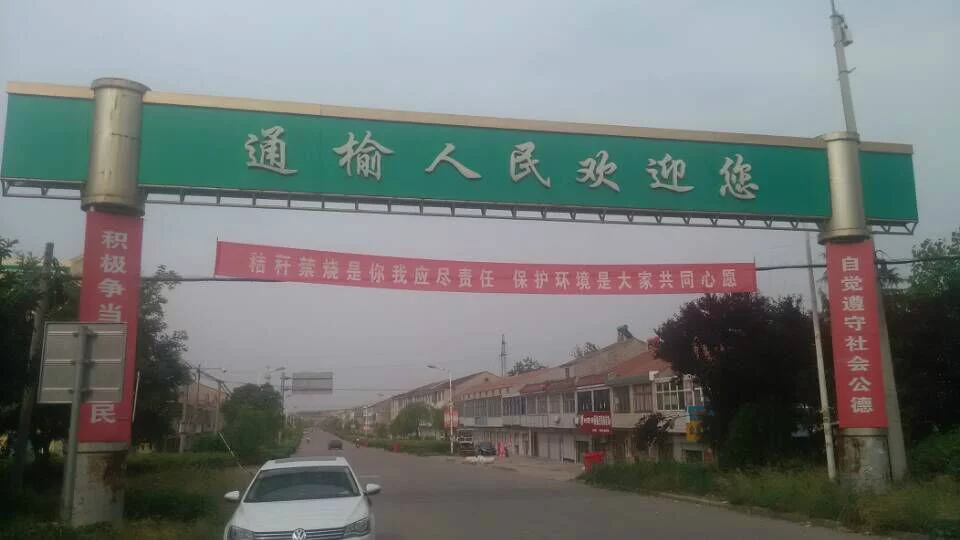 通榆人民欢迎您
秸秆禁烧是你我应尽责任 保护环境是大家共同心愿
积极争当
民
自觉遵守社会公德